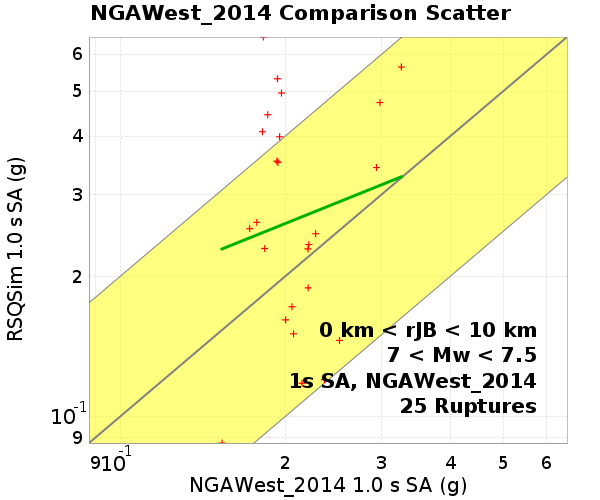 NGAWest_2014 Comparison Scatter
RSQSim 1.0 s SA (g)
6
5
4
3
2
10-1
9
0 km < rJB < 10 km
7 < Mw < 7.5
1s SA, NGAWest_2014
25 Ruptures
9 10-1 2 3 4 5 6
NGAWest_2014 1.0 s SA (g)